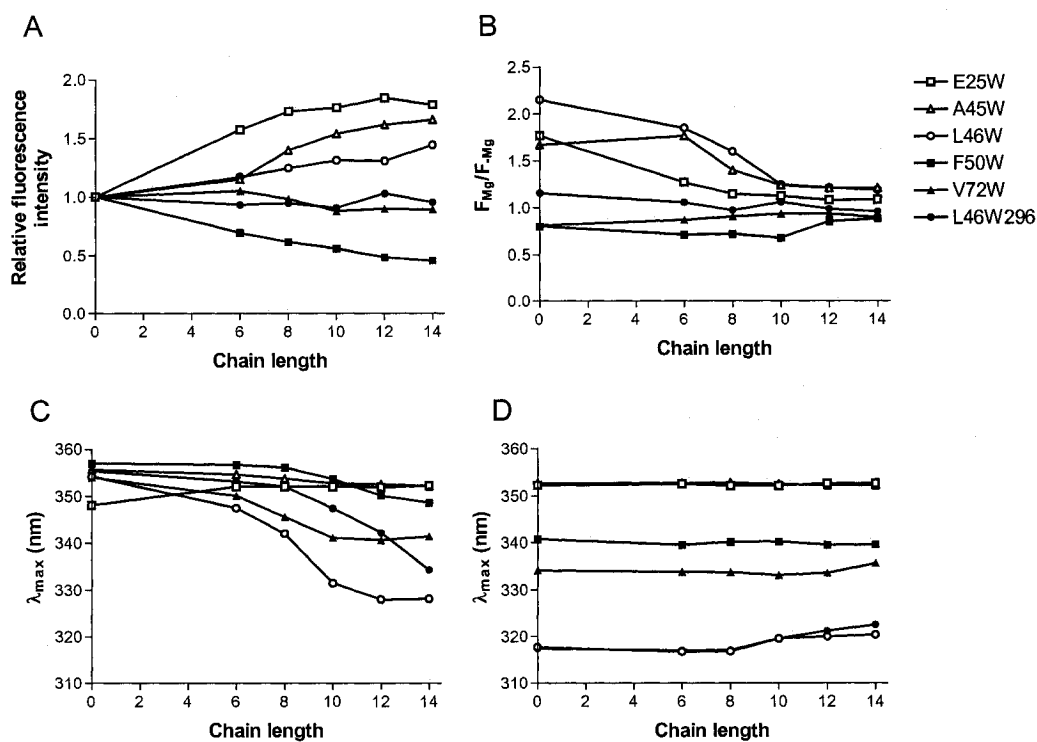 A
Relative fluorescence
intensity
2.0
1.5
1.0
0.5
0.0
0 2 4 6 8 10 12 14
Chain length
B
F_Mg/F_-Mg
2.5
2.0
1.5
1.0
0.5
0.0
0 2 4 6 8 10 12 14
Chain length
E25W
A45W
L46W
F50W
V72W
L46W296
C
λmax (nm)
360
350
340
330
320
310
0 2 4 6 8 10 12 14
Chain length
D
λmax (nm)
360
350
340
330
320
310
0 2 4 6 8 10 12 14
Chain length